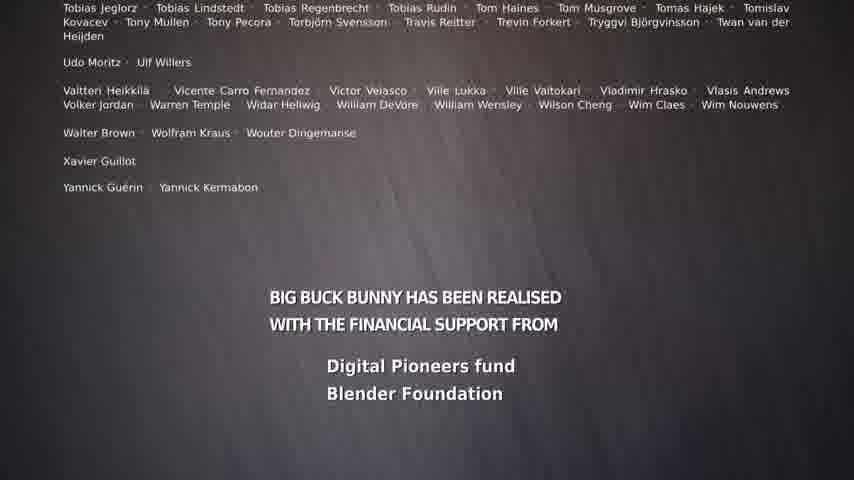 Tobias Jeglorz · Tobias Lindstedt · Tobias Regenbrecht · Tobias Rudin · Tom Haines · Tom Musgrove · Tomas Hajek · Tomislav
Kovacev · Tony Mullen · Tony Pecora · Torbjörn Svensson · Travis Reitter · Trevin Forkert · Tryggvi Björgvinsson · Twan van der
Heijden
Udo Moritz · Ulf Willers
Valtteri Heikkilä · Vicente Carro Fernandez · Victor Velasco · Ville Lukka · Ville Valtokari · Vladimir Hrasko · Vlasis Andrews
Volker Jordan · Warren Temple · Widar Hellwig · William DeVore · William Wensley · Wilson Cheng · Wim Claes · Wim Nouwens
Walter Brown · Wolfram Kraus · Wouter Dingemanse
Xavier Guillot
Yannick Guérin · Yannick Kermabon
BIG BUCK BUNNY HAS BEEN REALISED
WITH THE FINANCIAL SUPPORT FROM
Digital Pioneers fund
Blender Foundation